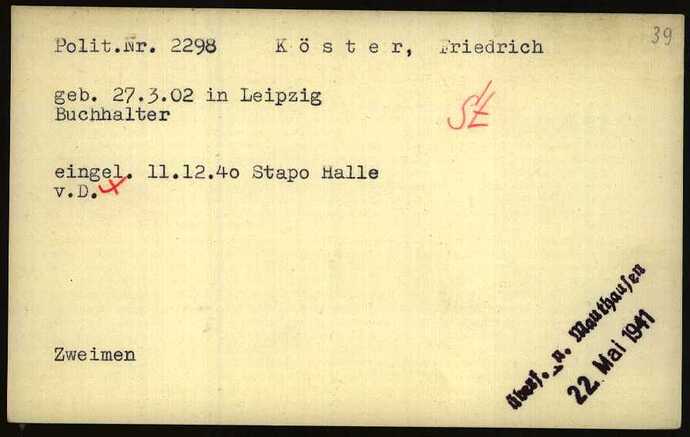 39
Polit.Nr. 2298 K ö s t e r, Friedrich
geb. 27.3.02 in Leipzig
Buchhalter
eingel. 11.12.40 Stapo Halle
v.D.
Zweimen
überf. n. Mauthausen
22. Mai 1941